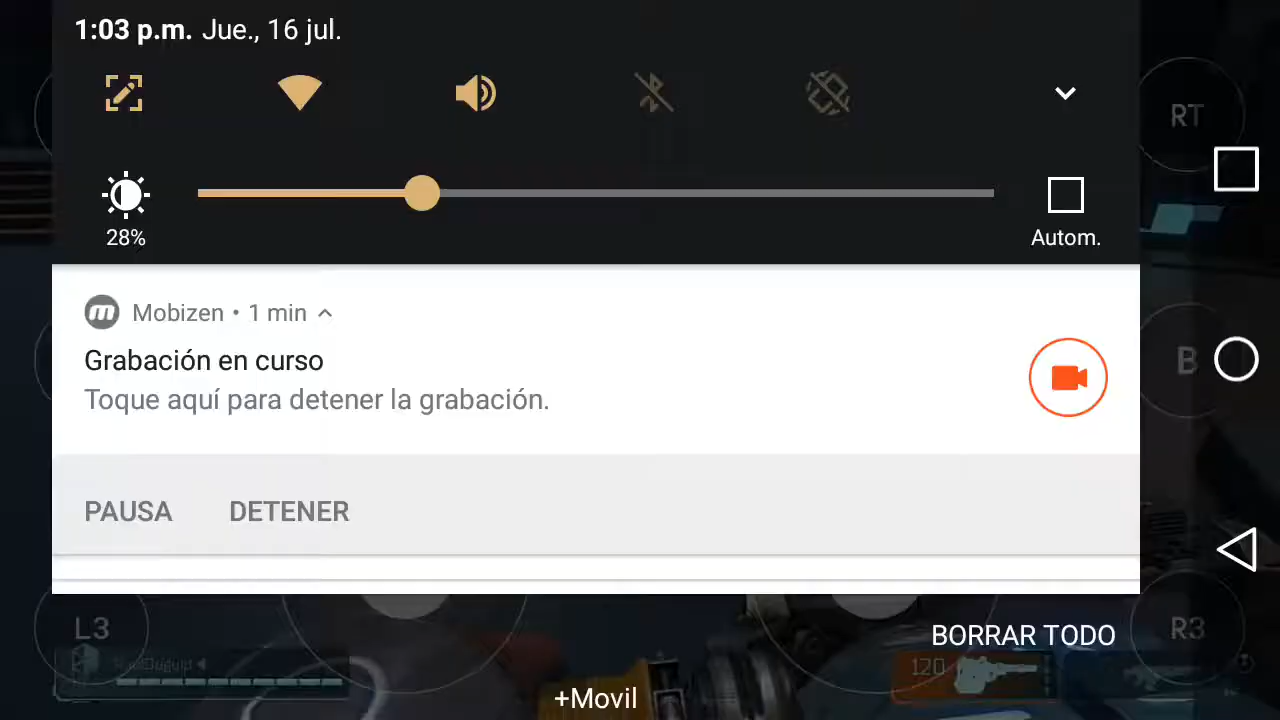 1:03 p.m. Jue., 16 jul.
RT
28%
Autom.
Mobizen • 1 min
Grabación en curso
Toque aquí para detener la grabación.
B
PAUSA DETENER
L3
BORRAR TODO
R3
120
+Movil